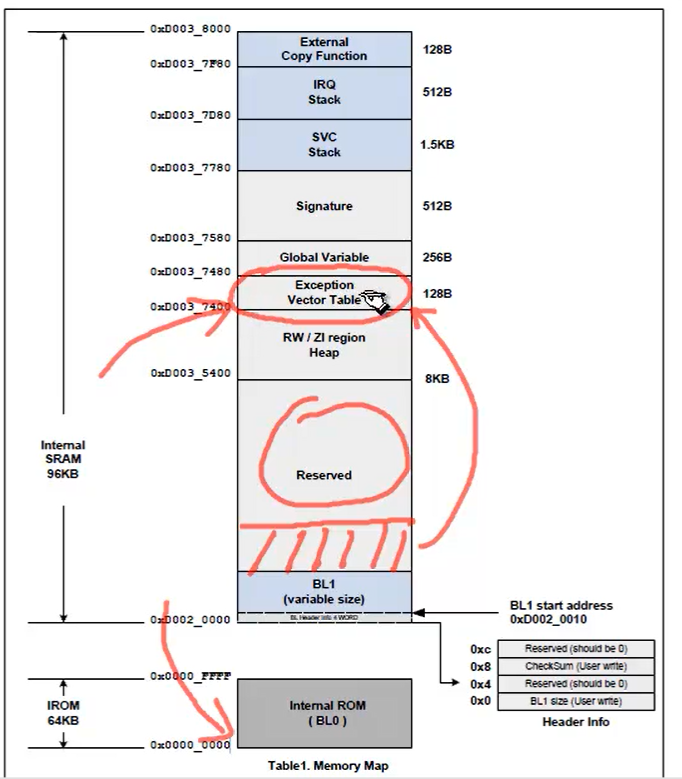 0xD003_8000
External
Copy Function
128B
0xD003_7F80
IRQ
Stack
512B
0xD003_7D80
SVC
Stack
1.5KB
0xD003_7780
Signature
512B
0xD003_7580
Global Variable
256B
0xD003_7480
Exception
Vector Table
128B
0xD003_7400
RW / ZI region
Heap
0xD003_5400
8KB
Internal
SRAM
96KB
Reserved
BL1
(variable size)
BL Header Info 4 WORD
BL1 start address
0xD002_0010
0xD002_0000
0xc Reserved (should be 0)
0x8 CheckSum (User write)
0x4 Reserved (should be 0)
0x0 BL1 size (User write)
Header Info
0x0000_FFFF
IROM
64KB
Internal ROM
( BL0 )
0x0000_0000
Table1. Memory Map